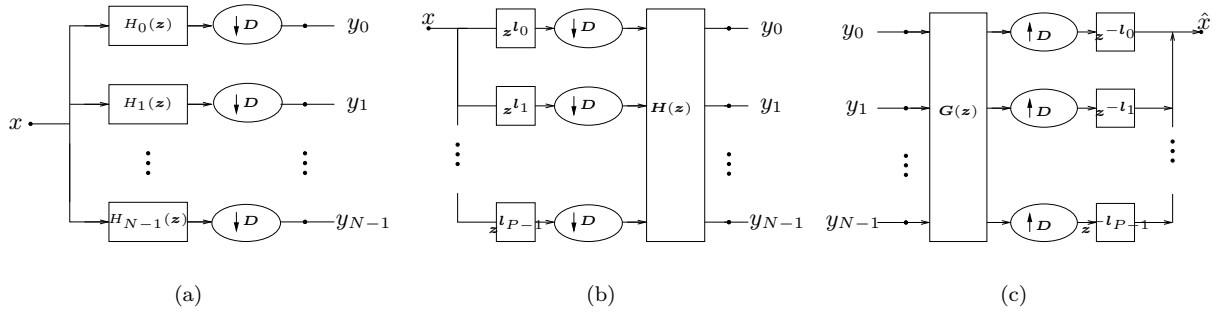 x
H_0(z) ↓ D y_0
H_1(z) ↓ D y_1
H_{N-1}(z) ↓ D y_{N-1}
(a)
x
z^{l_0} ↓ D y_0
z^{l_1} ↓ D H(z) y_1
z^{l_{P-1}} ↓ D y_{N-1}
(b)
y_0 ↑ D z^{-l_0} x̂
y_1 G(z) ↑ D z^{-l_1}
y_{N-1} ↑ D z^{-l_{P-1}}
(c)